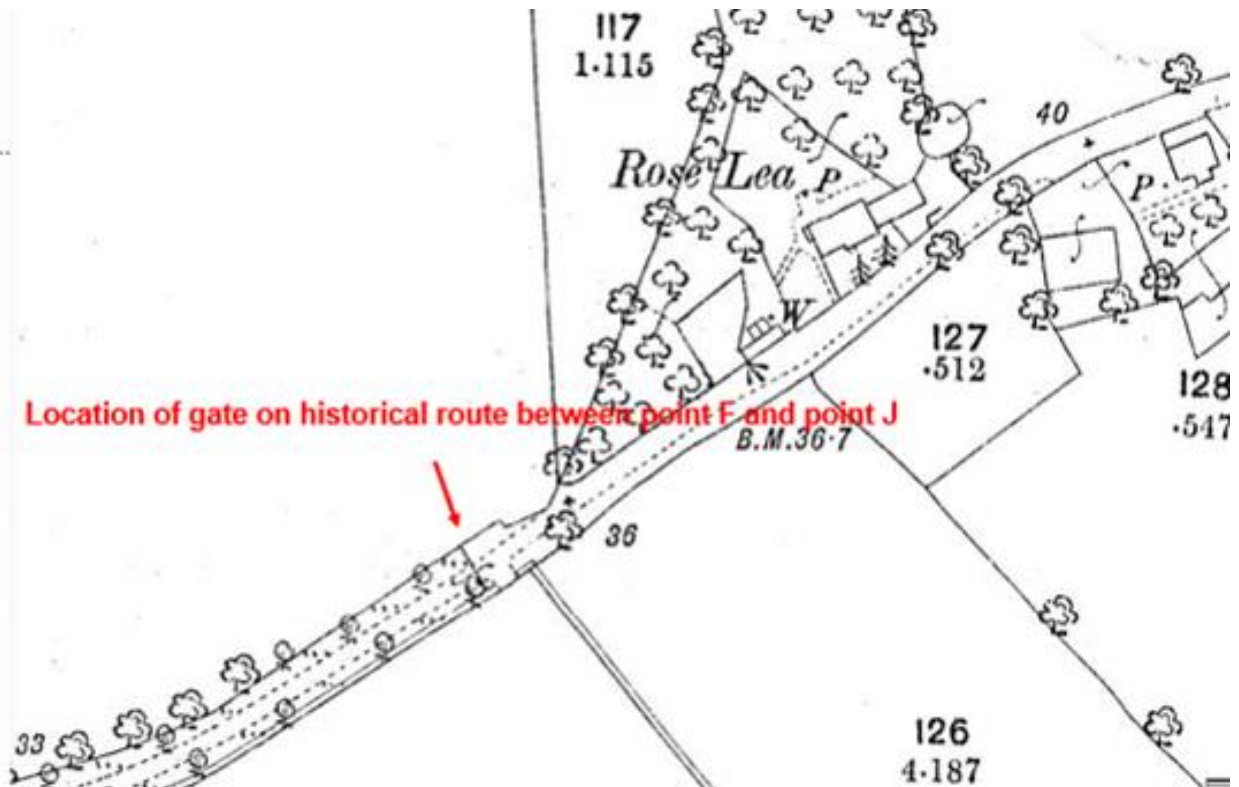 117
1·115
40
Rose Lea
P
P
W
127
·512
128
·547
Location of gate on historical route between point F and point J
B.M.36·7
36
33
126
4·187